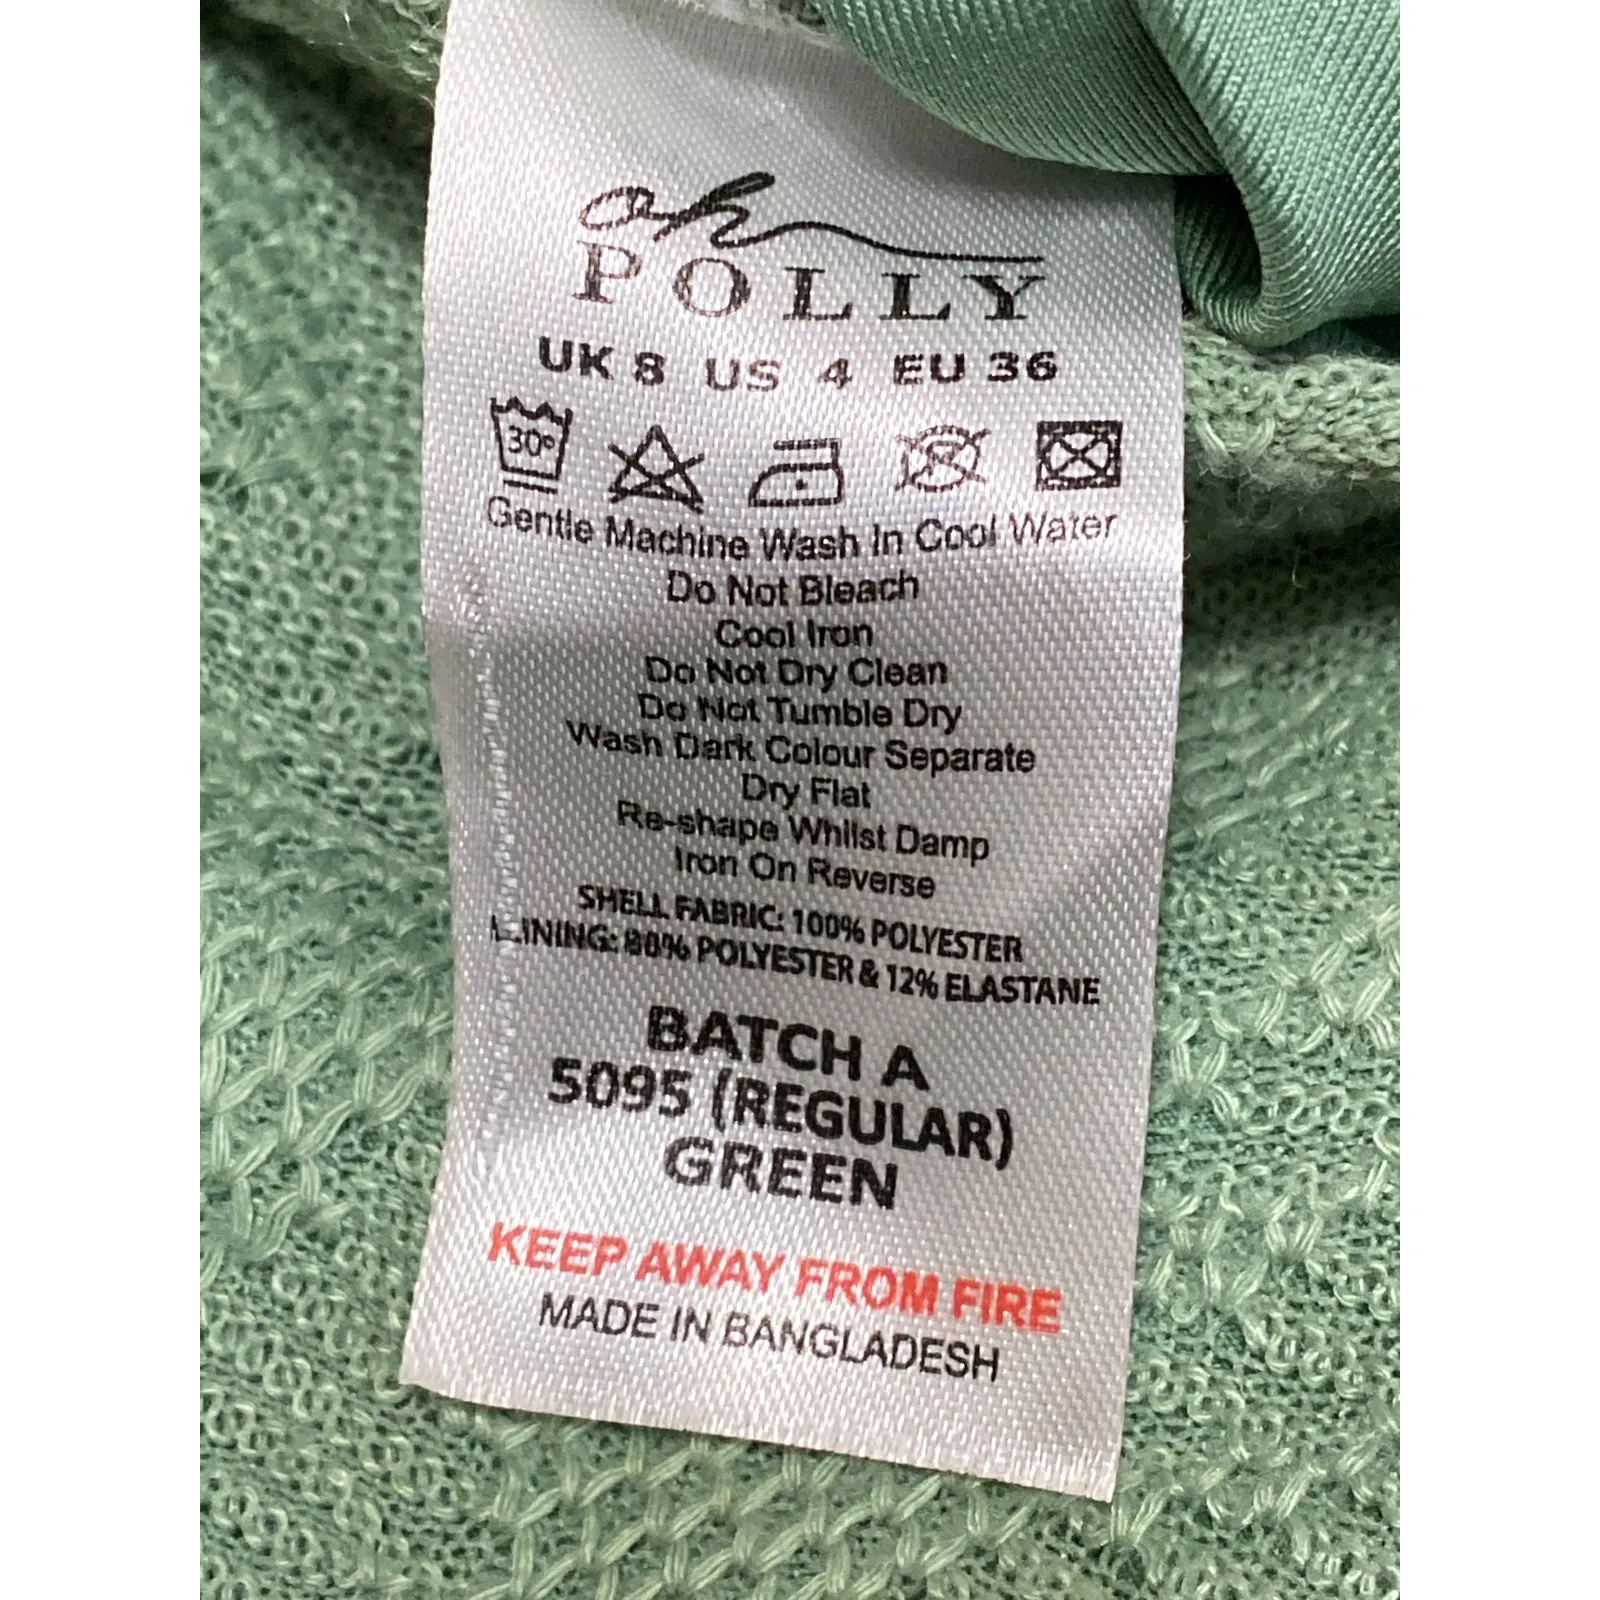 oh
POLLY
UK 8 US 4 EU 36
30°
P
Gentle Machine Wash In Cool Water
Do Not Bleach
Cool Iron
Do Not Dry Clean
Do Not Tumble Dry
Wash Dark Colour Separate
Dry Flat
Re-shape Whilst Damp
Iron On Reverse
SHELL FABRIC: 100% POLYESTER
LINING: 88% POLYESTER & 12% ELASTANE
BATCH A
5095 (REGULAR)
GREEN
KEEP AWAY FROM FIRE
MADE IN BANGLADESH